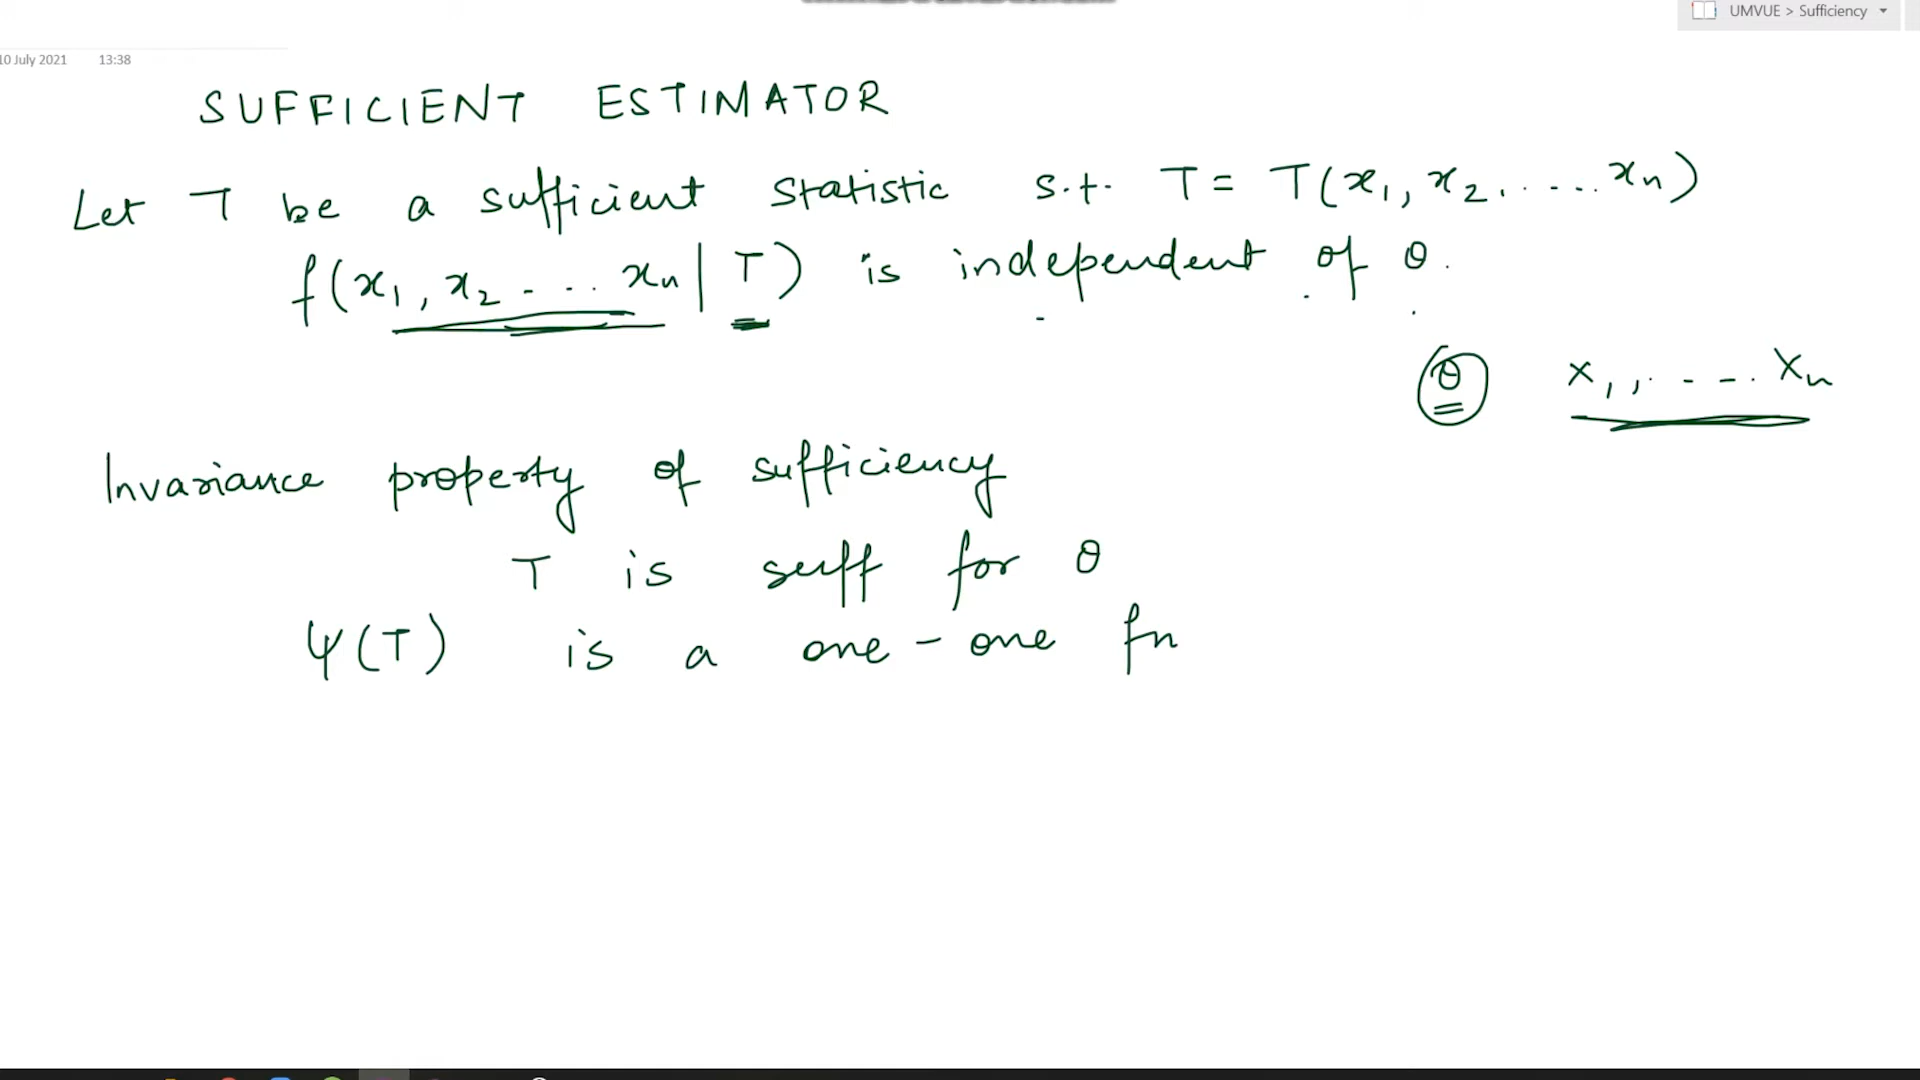 UMVUE > Sufficiency
10 July 2021 13:38
SUFFICIENT ESTIMATOR
Let T be a sufficient statistic s.t. T = T(x₁, x₂, ..... xₙ)
f(x₁, x₂ - ... xₙ | T) is independent of θ.
θ X₁,, . - - . Xₙ
Invariance property of sufficiency
T is suff for θ
Ψ(T) is a one - one fn